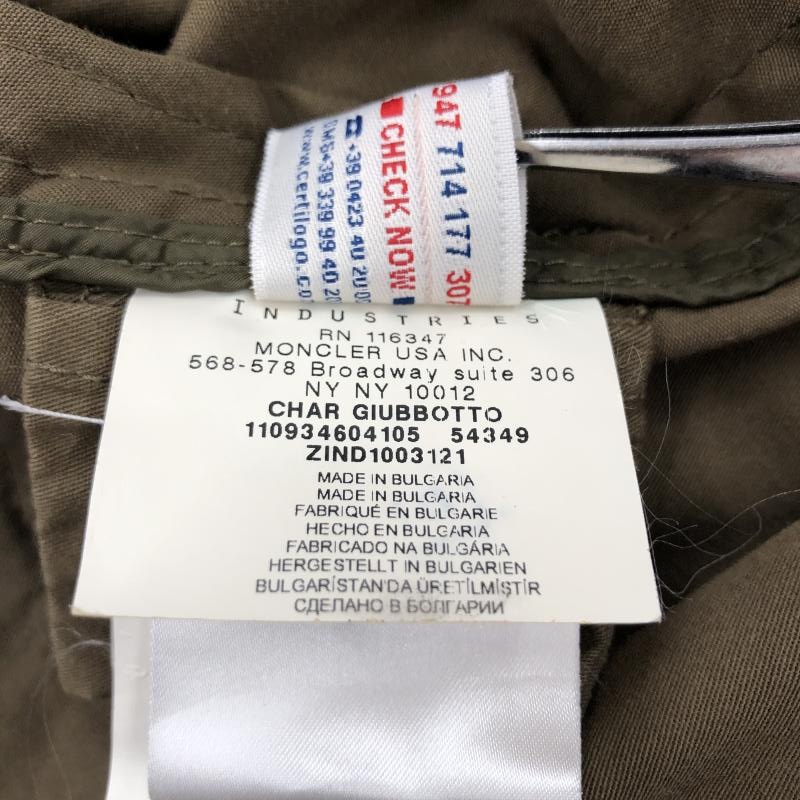 947 714 177 307
CHECK NOW
☎ +39 0423 40 20
SMS+39 339 99 40 20
www.certilogo.co
INDUSTRIES
RN 116347
MONCLER USA INC.
568-578 Broadway suite 306
NY NY 10012
CHAR GIUBBOTTO
110934604105 54349
ZIND1003121
MADE IN BULGARIA
MADE IN BULGARIA
FABRIQUÉ EN BULGARIE
HECHO EN BULGARIA
FABRICADO NA BULGÁRIA
HERGESTELLT IN BULGARIEN
BULGARİSTAN'DA ÜRETİLMİŞTİR
СДЕЛАНО В БОЛГАРИИ